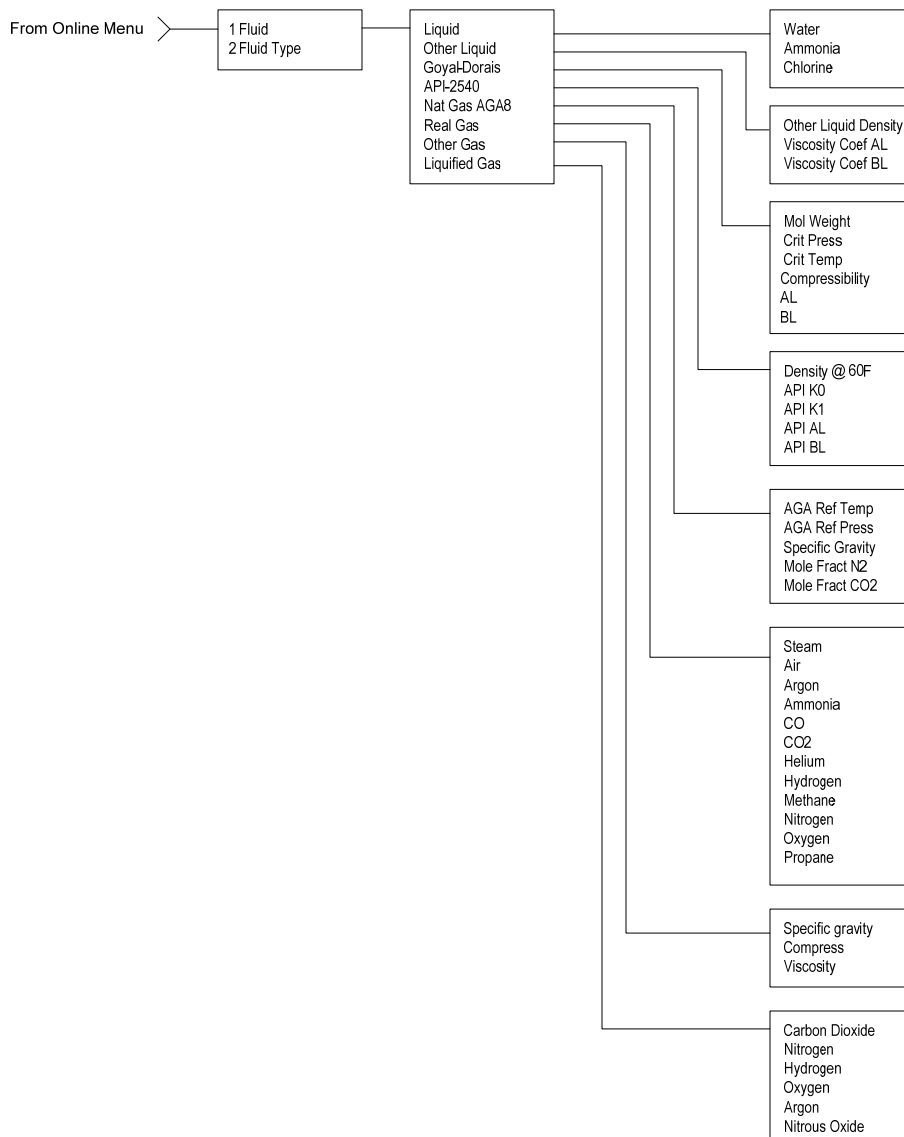 From Online Menu
1 Fluid
2 Fluid Type
Liquid
Other Liquid
Goyal-Dorais
API-2540
Nat Gas AGA8
Real Gas
Other Gas
Liquified Gas
Water
Ammonia
Chlorine
Other Liquid Density
Viscosity Coef AL
Viscosity Coef BL
Mol Weight
Crit Press
Crit Temp
Compressibility
AL
BL
Density @ 60F
API K0
API K1
API AL
API BL
AGA Ref Temp
AGA Ref Press
Specific Gravity
Mole Fract N2
Mole Fract CO2
Steam
Air
Argon
Ammonia
CO
CO2
Helium
Hydrogen
Methane
Nitrogen
Oxygen
Propane
Specific gravity
Compress
Viscosity
Carbon Dioxide
Nitrogen
Hydrogen
Oxygen
Argon
Nitrous Oxide